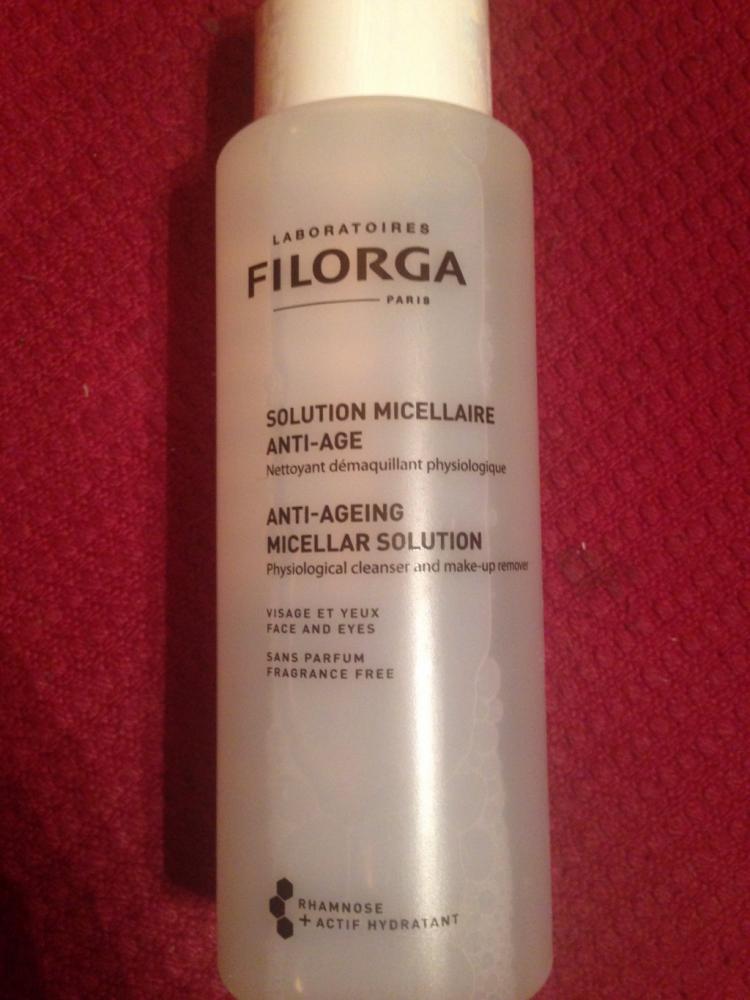 LABORATOIRES
FILORGA
PARIS
SOLUTION MICELLAIRE
ANTI-AGE
Nettoyant démaquillant physiologique
ANTI-AGEING
MICELLAR SOLUTION
Physiological cleanser and make-up remover
VISAGE ET YEUX
FACE AND EYES
SANS PARFUM
FRAGRANCE FREE
RHAMNOSE
+ ACTIF HYDRATANT